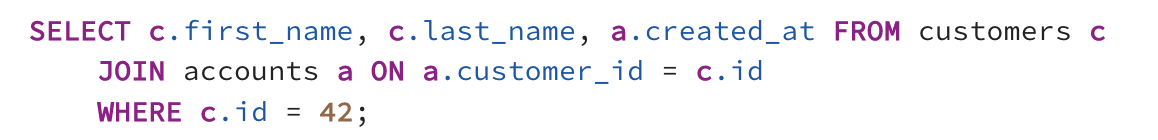 SELECT c.first_name, c.last_name, a.created_at FROM customers c
    JOIN accounts a ON a.customer_id = c.id
    WHERE c.id = 42;